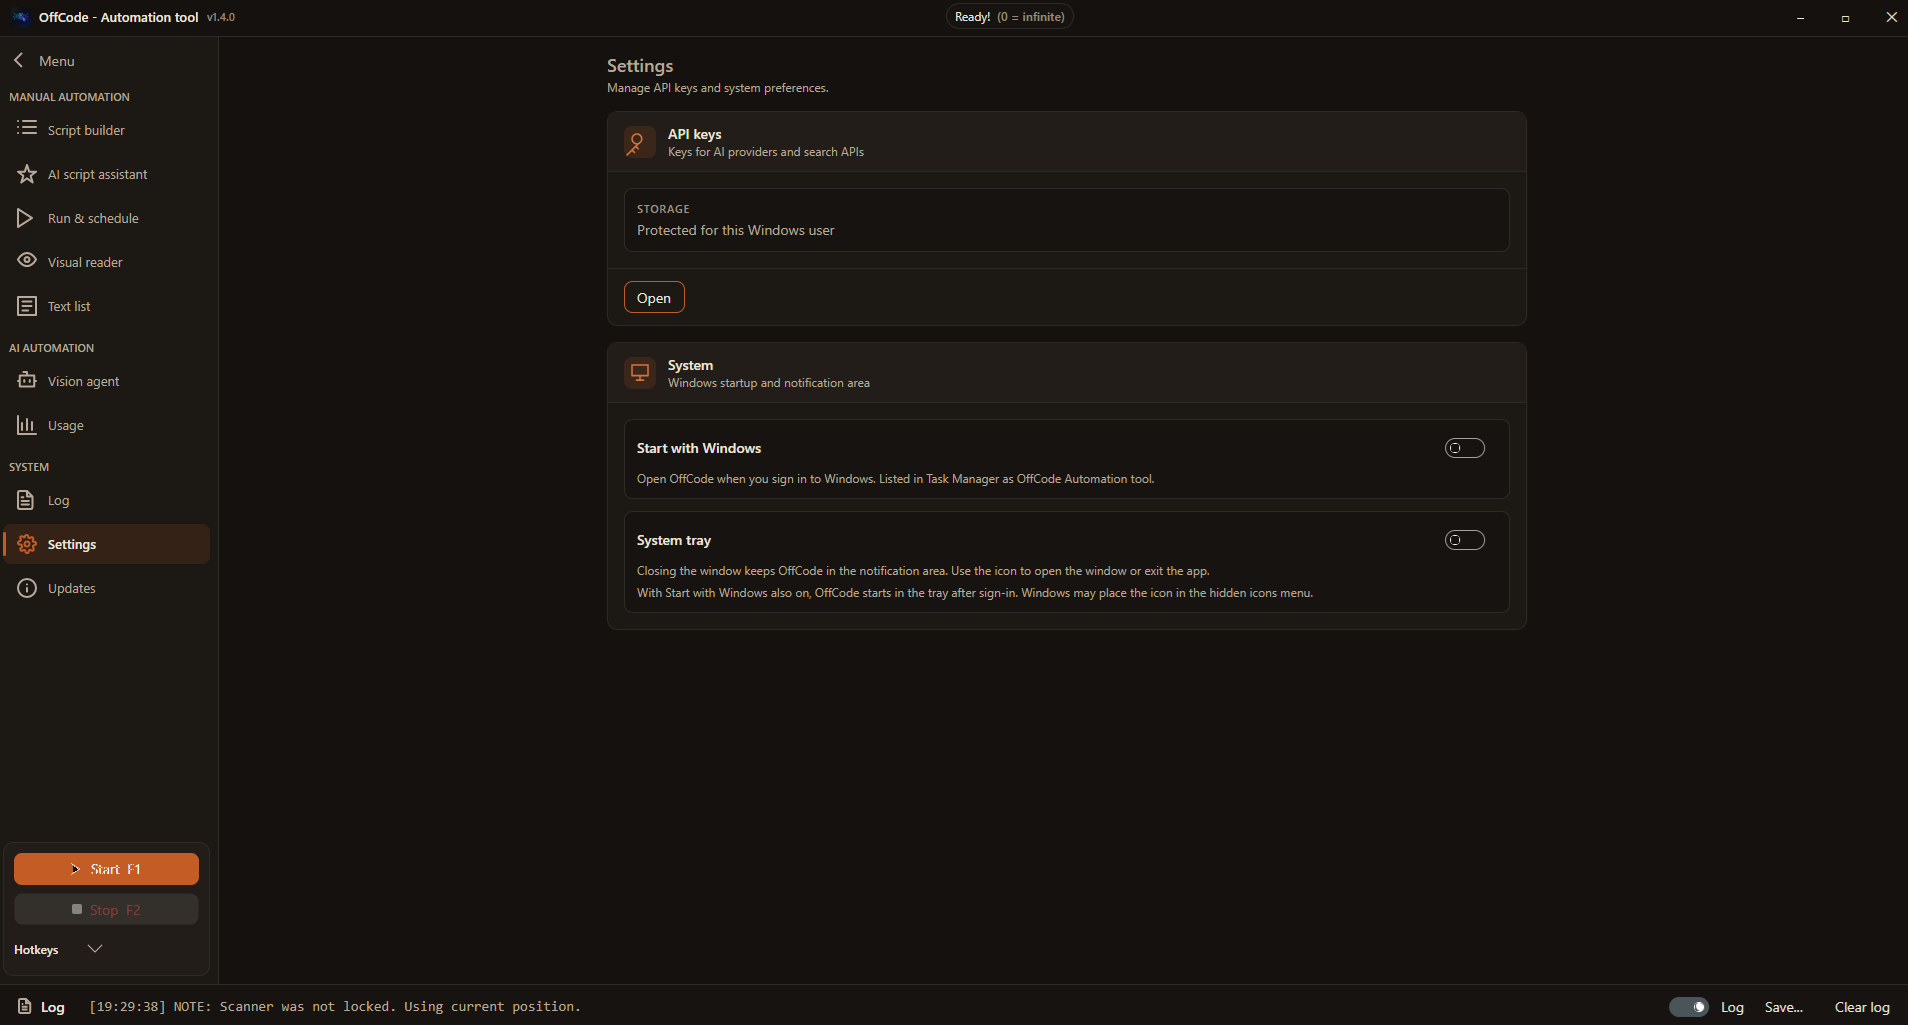 OffCode - Automation tool v1.4.0
Ready! (0 = infinite)
Menu
MANUAL AUTOMATION
Script builder
AI script assistant
Run & schedule
Visual reader
Text list
AI AUTOMATION
Vision agent
Usage
SYSTEM
Log
Settings
Updates
Start F1
Stop F2
Hotkeys
Settings
Manage API keys and system preferences.
API keys
Keys for AI providers and search APIs
STORAGE
Protected for this Windows user
Open
System
Windows startup and notification area
Start with Windows
Open OffCode when you sign in to Windows. Listed in Task Manager as OffCode Automation tool.
System tray
Closing the window keeps OffCode in the notification area. Use the icon to open the window or exit the app.
With Start with Windows also on, OffCode starts in the tray after sign-in. Windows may place the icon in the hidden icons menu.
Log [19:29:38] NOTE: Scanner was not locked. Using current position.
Log Save... Clear log